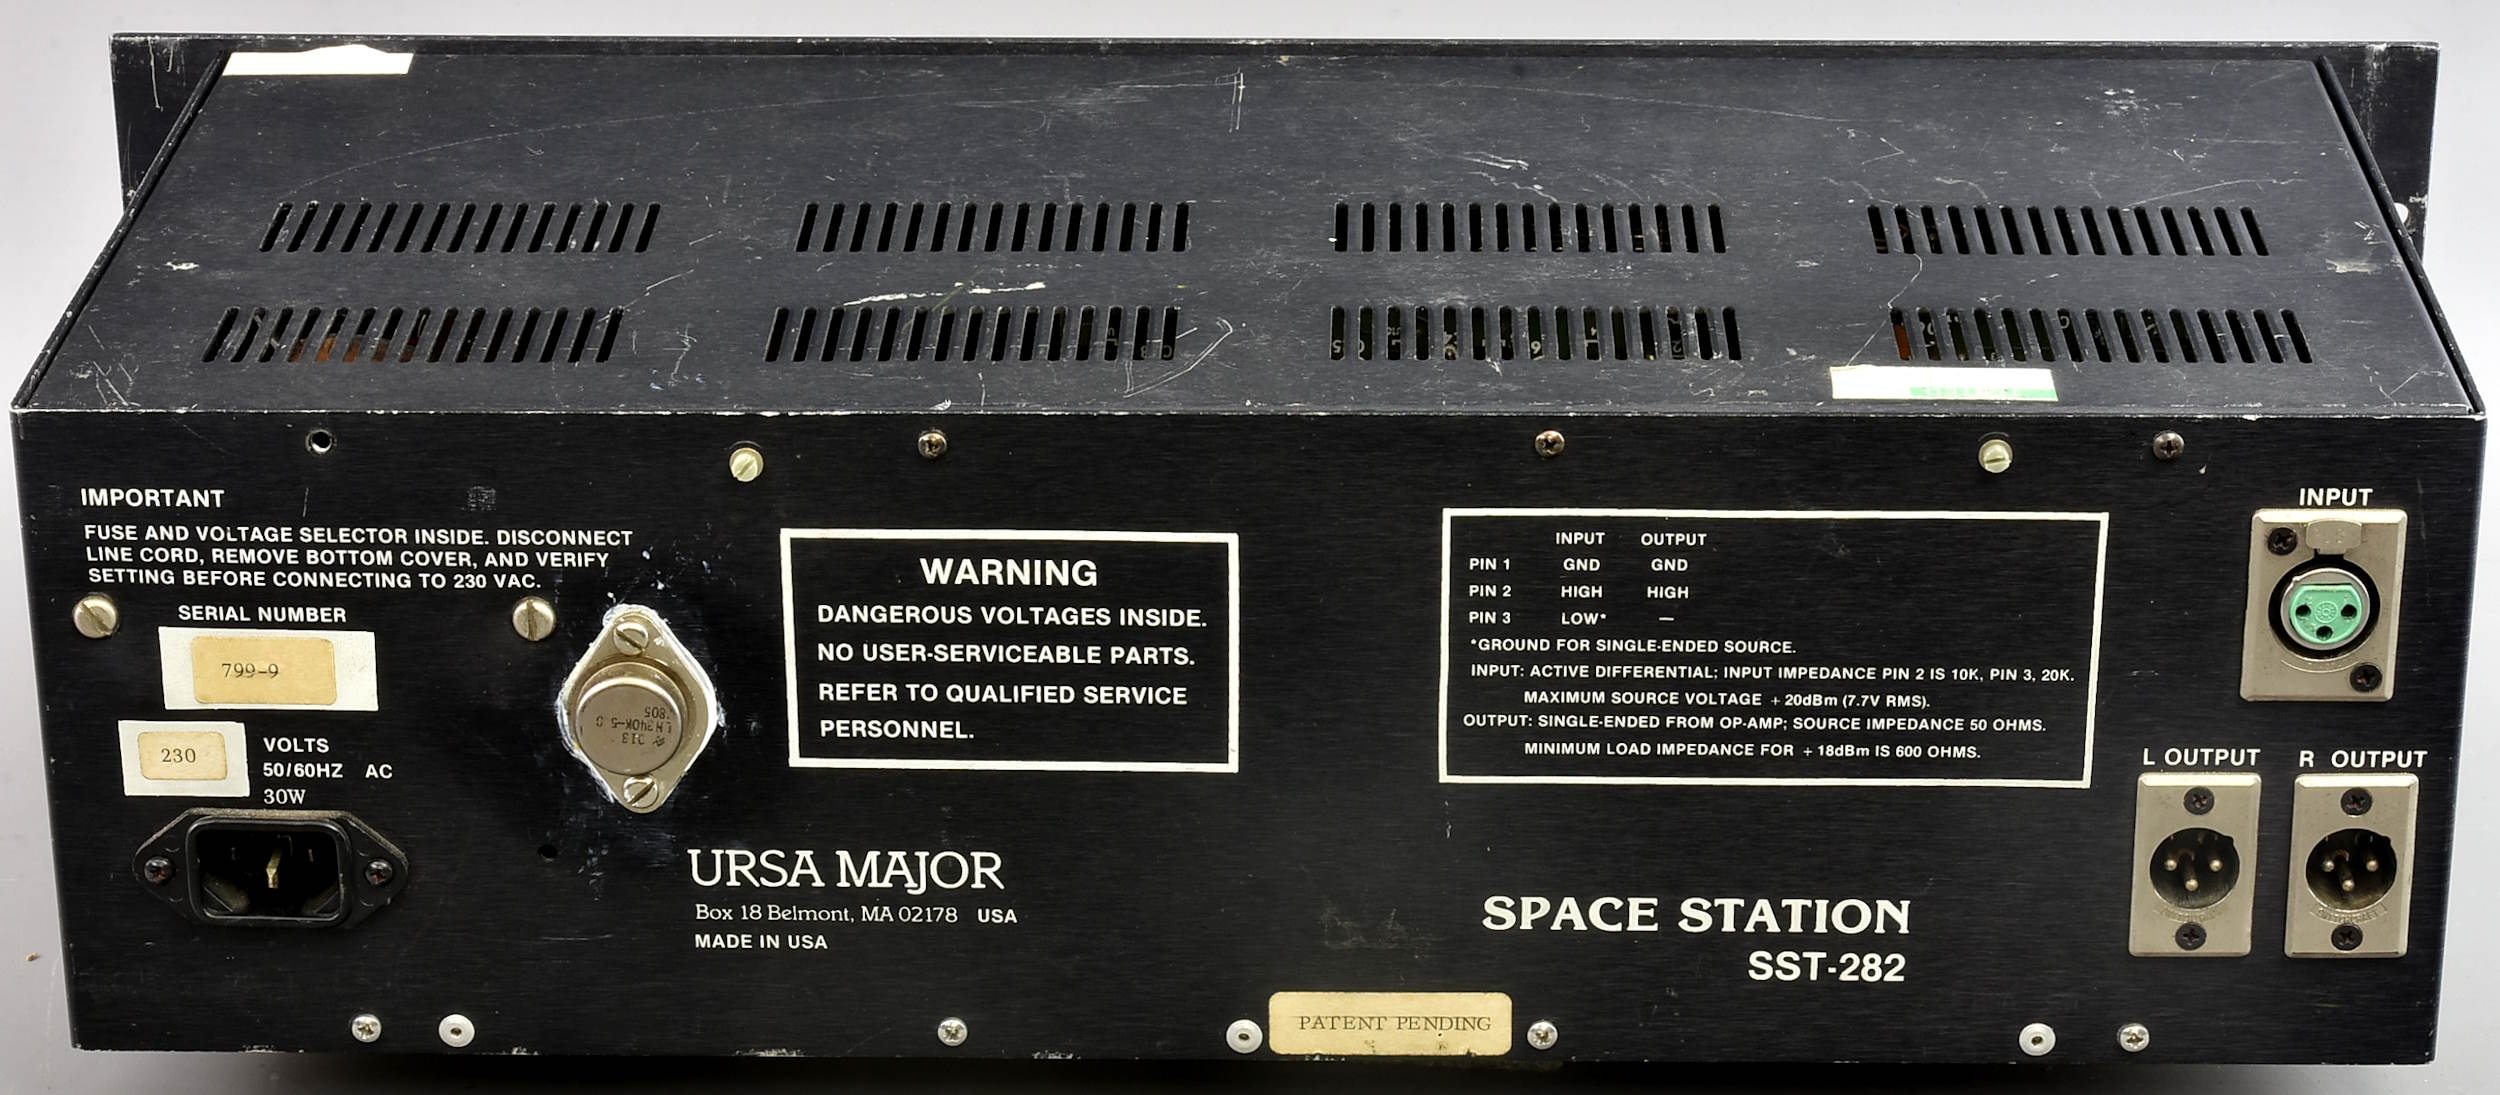 IMPORTANT
FUSE AND VOLTAGE SELECTOR INSIDE. DISCONNECT
LINE CORD, REMOVE BOTTOM COVER, AND VERIFY
SETTING BEFORE CONNECTING TO 230 VAC.
SERIAL NUMBER
799-9
230
VOLTS
50/60HZ AC
30W
313
LM340K-5.0
7805
WARNING
DANGEROUS VOLTAGES INSIDE.
NO USER-SERVICEABLE PARTS.
REFER TO QUALIFIED SERVICE
PERSONNEL.
URSA MAJOR
Box 18 Belmont, MA 02178 USA
MADE IN USA
INPUT OUTPUT
PIN 1 GND GND
PIN 2 HIGH HIGH
PIN 3 LOW* —
*GROUND FOR SINGLE-ENDED SOURCE.
INPUT: ACTIVE DIFFERENTIAL; INPUT IMPEDANCE PIN 2 IS 10K, PIN 3, 20K.
MAXIMUM SOURCE VOLTAGE +20dBm (7.7V RMS).
OUTPUT: SINGLE-ENDED FROM OP-AMP; SOURCE IMPEDANCE 50 OHMS.
MINIMUM LOAD IMPEDANCE FOR +18dBm IS 600 OHMS.
SPACE STATION
SST-282
PATENT PENDING
INPUT
L OUTPUT
R OUTPUT